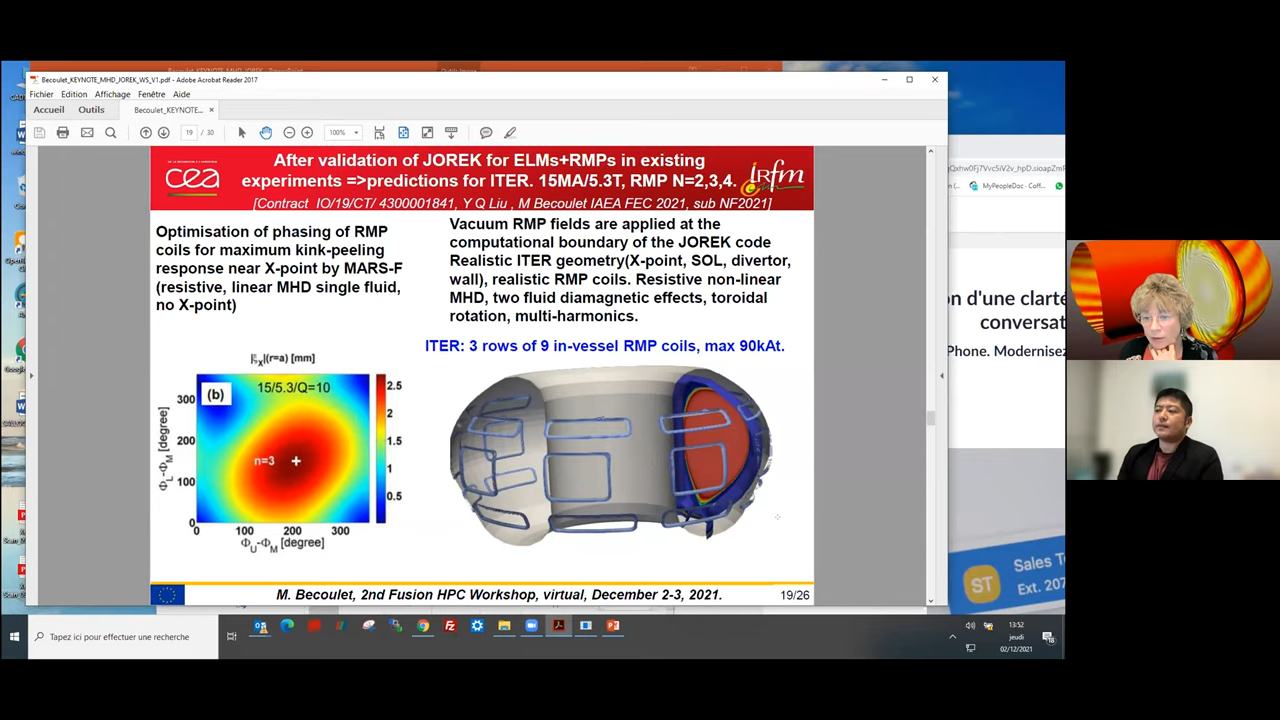 Becoulet_KEYNOTE_MHD_JOREK_WS_V1.pdf - Adobe Acrobat Reader 2017
Fichier Edition Affichage Fenêtre Aide
Accueil Outils Becoulet_KEYNOTE... ×
19 / 30 100%
cea
irfm
After validation of JOREK for ELMs+RMPs in existing
experiments =>predictions for ITER. 15MA/5.3T, RMP N=2,3,4.
[Contract IO/19/CT/ 4300001841, Y Q Liu , M Becoulet IAEA FEC 2021, sub NF2021]
Optimisation of phasing of RMP
coils for maximum kink-peeling
response near X-point by MARS-F
(resistive, linear MHD single fluid,
no X-point)
Vacuum RMP fields are applied at the
computational boundary of the JOREK code
Realistic ITER geometry(X-point, SOL, divertor,
wall), realistic RMP coils. Resistive non-linear
MHD, two fluid diamagnetic effects, toroidal
rotation, multi-harmonics.
ITER: 3 rows of 9 in-vessel RMP coils, max 90kAt.
|ξX|(r=a) [mm]
(b)
15/5.3/Q=10
n=3
ΦL-ΦM [degree]
300
200
100
0
0 100 200 300
ΦU-ΦM [degree]
2.5
2
1.5
1
0.5
M. Becoulet, 2nd Fusion HPC Workshop, virtual, December 2-3, 2021.
19/26
MyPeopleDoc - Coff...
on d'une clarté
conversat
Phone. Modernisez
ST
Sales T
Ext. 207
Tapez ici pour effectuer une recherche
13:52
jeudi
02/12/2021